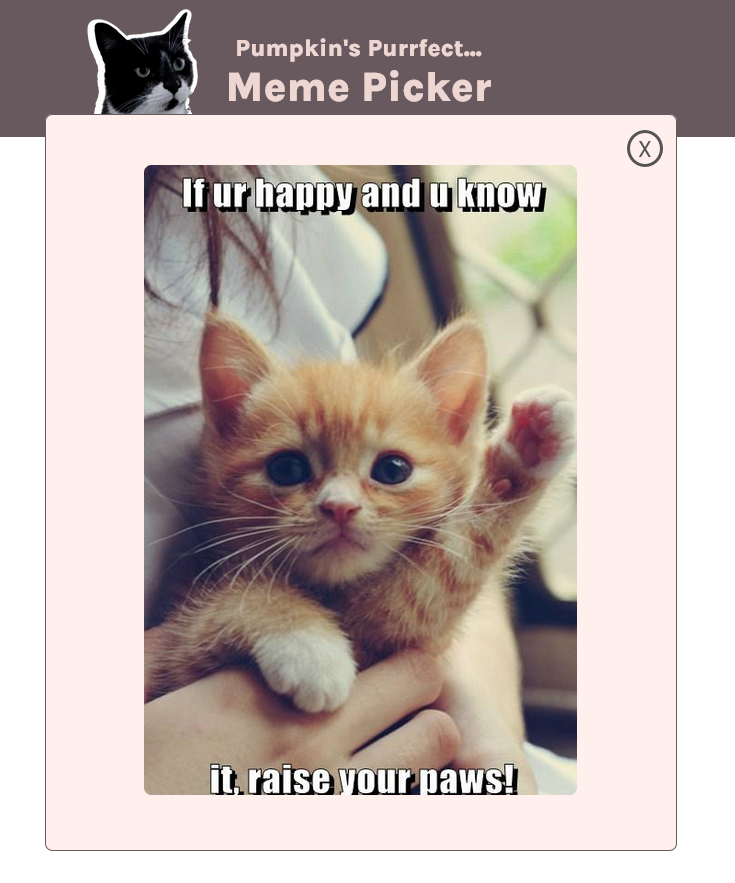 Pumpkin's Purrfect...
Meme Picker
X
If ur happy and u know
it, raise your paws!